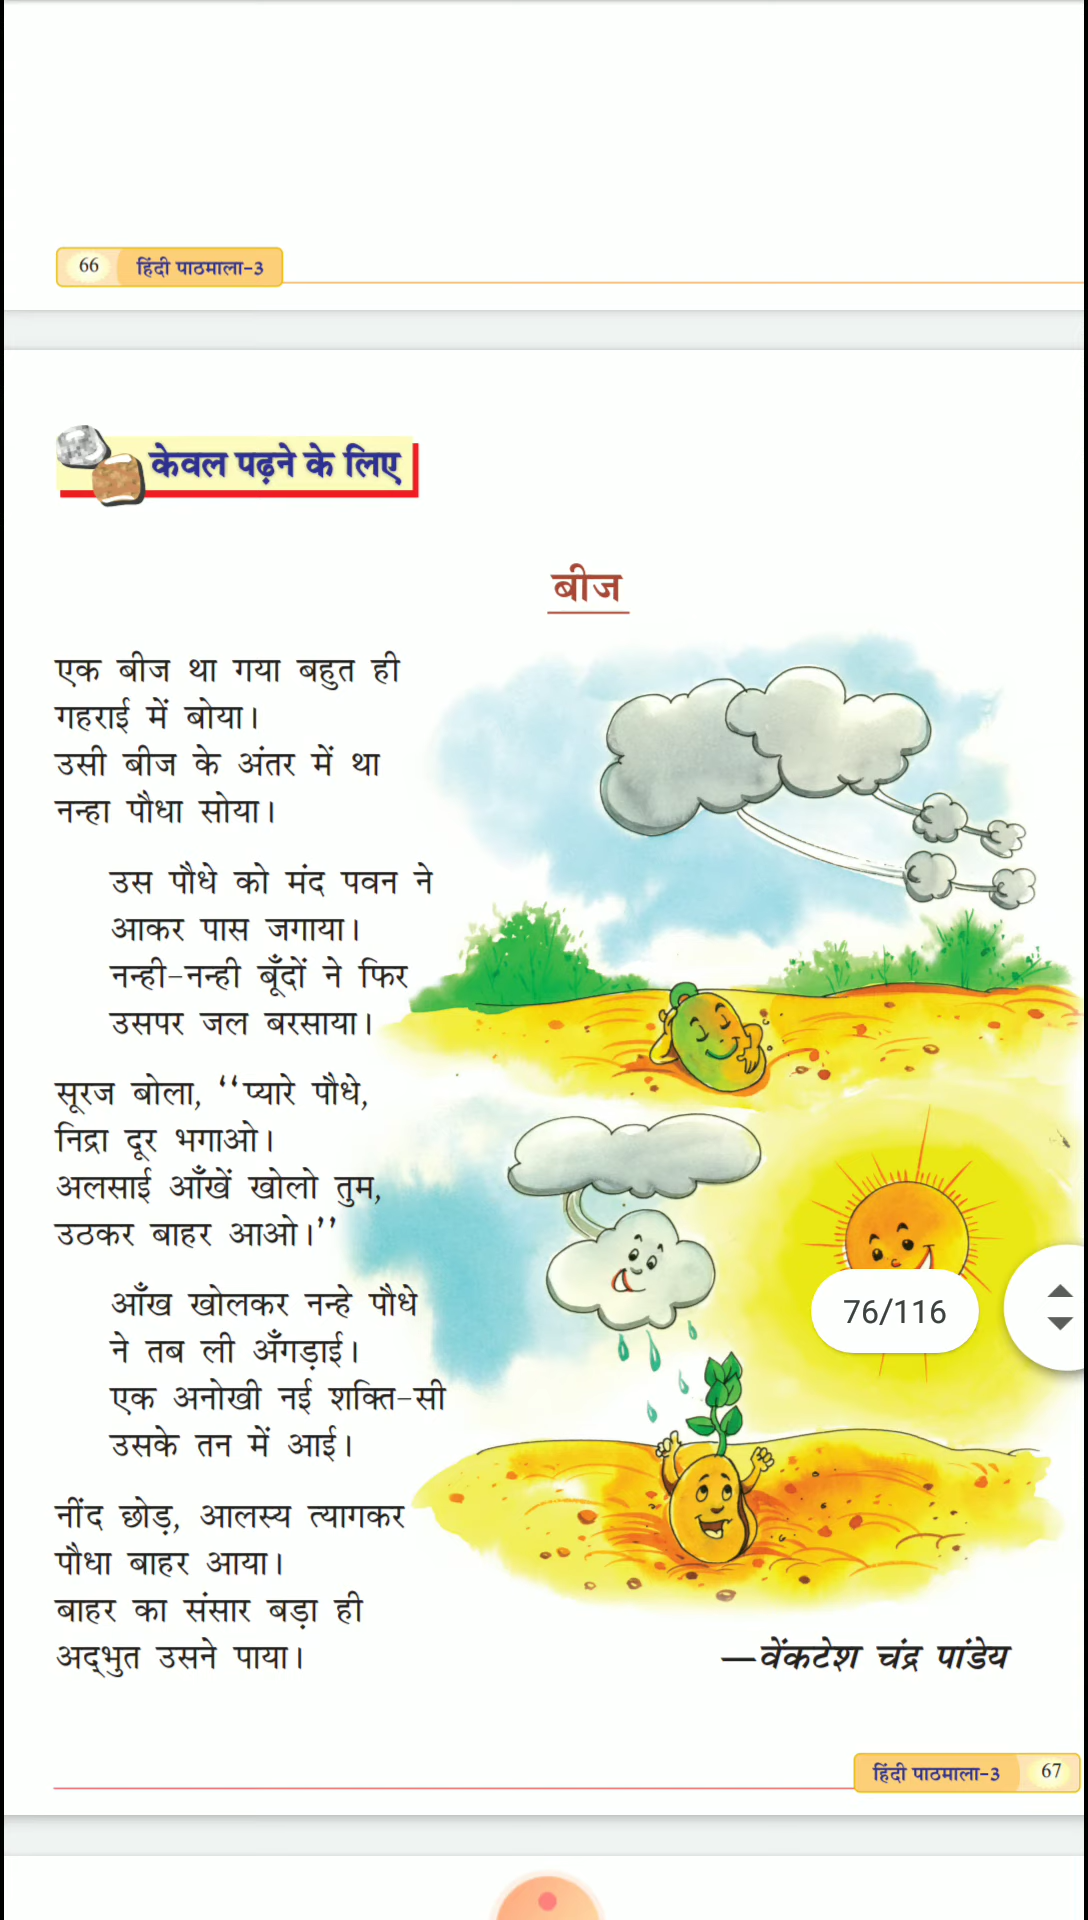 66 हिंदी पाठमाला-3
केवल पढ़ने के लिए
बीज
एक बीज था गया बहुत ही
गहराई में बोया।
उसी बीज के अंतर में था
नन्हा पौधा सोया।
उस पौधे को मंद पवन ने
आकर पास जगाया।
नन्ही-नन्ही बूँदों ने फिर
उसपर जल बरसाया।
सूरज बोला, ‘‘प्यारे पौधे,
निद्रा दूर भगाओ।
अलसाई आँखें खोलो तुम,
उठकर बाहर आओ।’’
आँख खोलकर नन्हे पौधे
ने तब ली अँगड़ाई।
एक अनोखी नई शक्ति-सी
उसके तन में आई।
नींद छोड़, आलस्य त्यागकर
पौधा बाहर आया।
बाहर का संसार बड़ा ही
अद्‌भुत उसने पाया।
—वेंकटेश चंद्र पांडेय
76/116
हिंदी पाठमाला-3 67